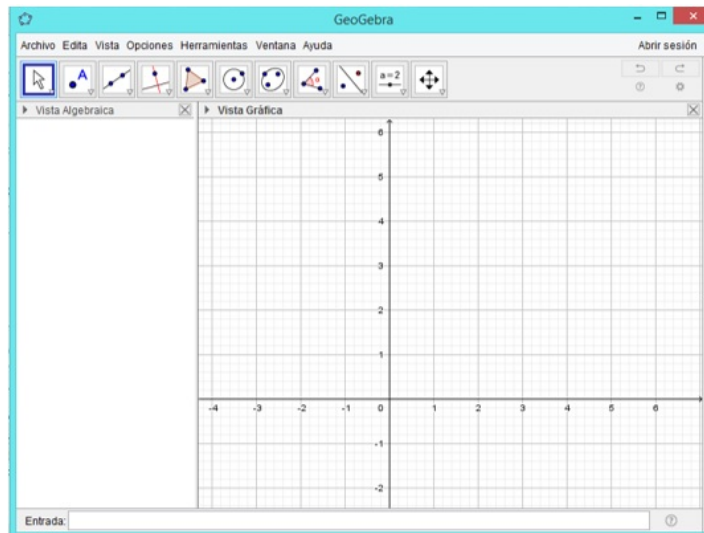 GeoGebra
Archivo Edita Vista Opciones Herramientas Ventana Ayuda
Abrir sesión
A
α
a=2
Vista Algebraica
Vista Gráfica
6
5
4
3
2
1
-4 -3 -2 -1 0 1 2 3 4 5 6
-1
-2
Entrada: